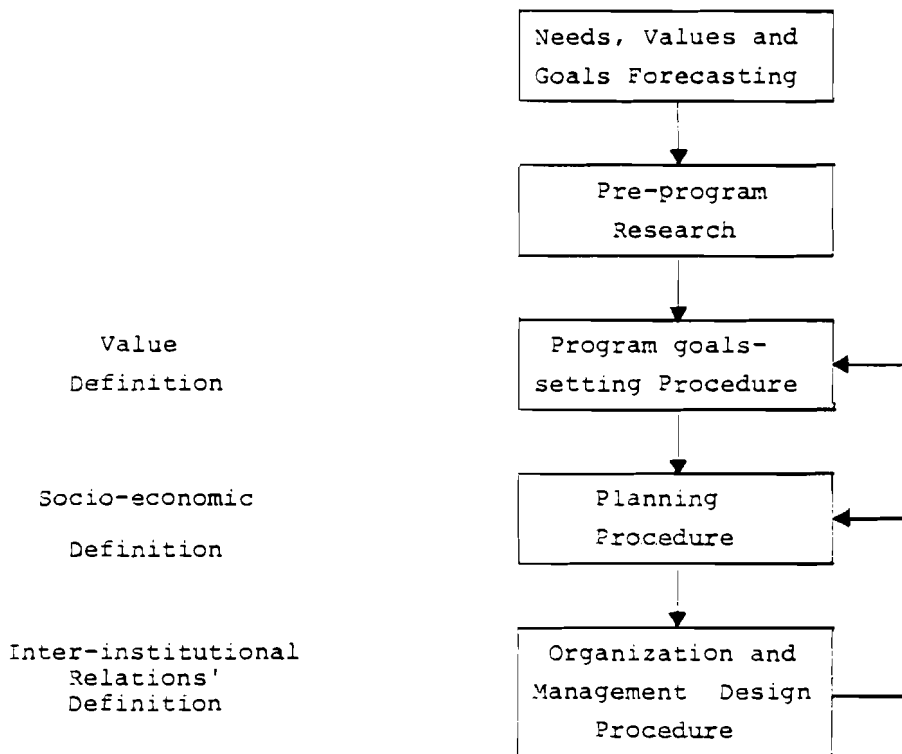 Needs, Values and
Goals Forecasting
Pre-program
Research
Value
Definition
Program goals-
setting Procedure
Socio-economic
Definition
Planning
Procedure
Inter-institutional
Relations'
Definition
Organization and
Management Design
Procedure